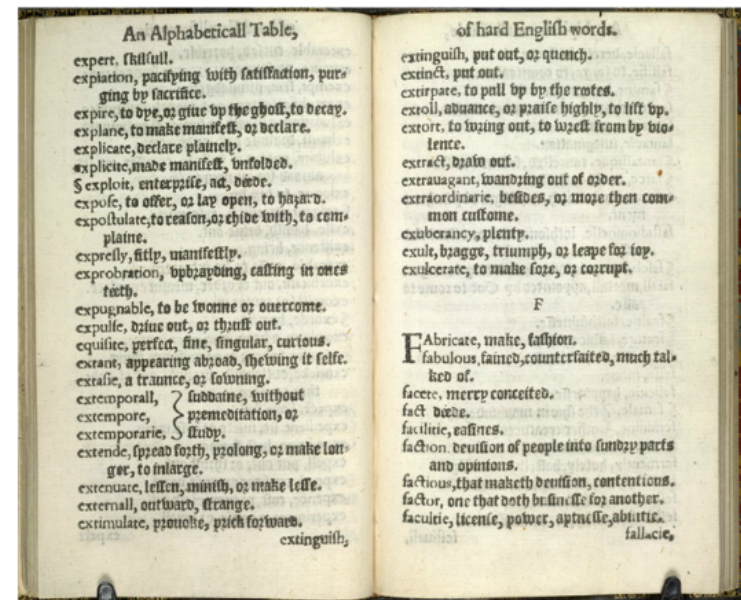 An Alphabeticall Table,
expert, skilfull.
expiation, pacifying with satisfaction, pur-
ging by sacrifice.
expire, to dye, or giue vp the ghost, to decay.
explane, to make manifest, or declare.
explicate, declare plainely.
explicite, made manifest, vnfolded.
§ exploit, enterprise, act, deede.
expose, to offer, or lay open, to hazard.
expostulate, to reason, or chide with, to com-
plaine.
expresly, fitly, manifestly.
exprobration, vpbrayding, casting in ones
teeth.
expugnable, to be wonne or ouercome.
expulse, driue out, or thrust out.
equisite, perfect, fine, singular, curious.
extant, appearing abroad, shewing it selfe.
extasie, a traunce, or sowning.
extemporall, suddaine, without
extempore, premeditation, or
extemporarie, study.
extende, spread forth, prolong, or make lon-
ger, to inlarge.
extenuate, lessen, minish, or make lesse.
externall, outward, strange.
extimulate, prouoke, prick forward.
extinguish,
of hard English words.
extinguish, put out, or quench.
extinct, put out.
extirpate, to pull vp by the rootes.
extoll, aduance, or praise highly, to lift vp.
extort, to wring out, to wrest from by vio-
lence.
extract, draw out.
extrauagant, wandring out of order.
extraordinarie, besides, or more then com-
mon custome.
exuberancy, plenty.
exult, bragge, triumph, or leape for ioy.
exulcerate, to make sore, or corrupt.
F
FAbricate, make, fashion.
fabulous, fained, counterfaited, much tal-
ked of.
facete, merry conceited.
fact deede.
facilitie, easines.
faction deuision of people into sundry parts
and opinions.
factious, that maketh deuision, contentious.
factor, one that doth businesse for another.
facultie, license, power, aptnesse, abilitie.
fallacie,